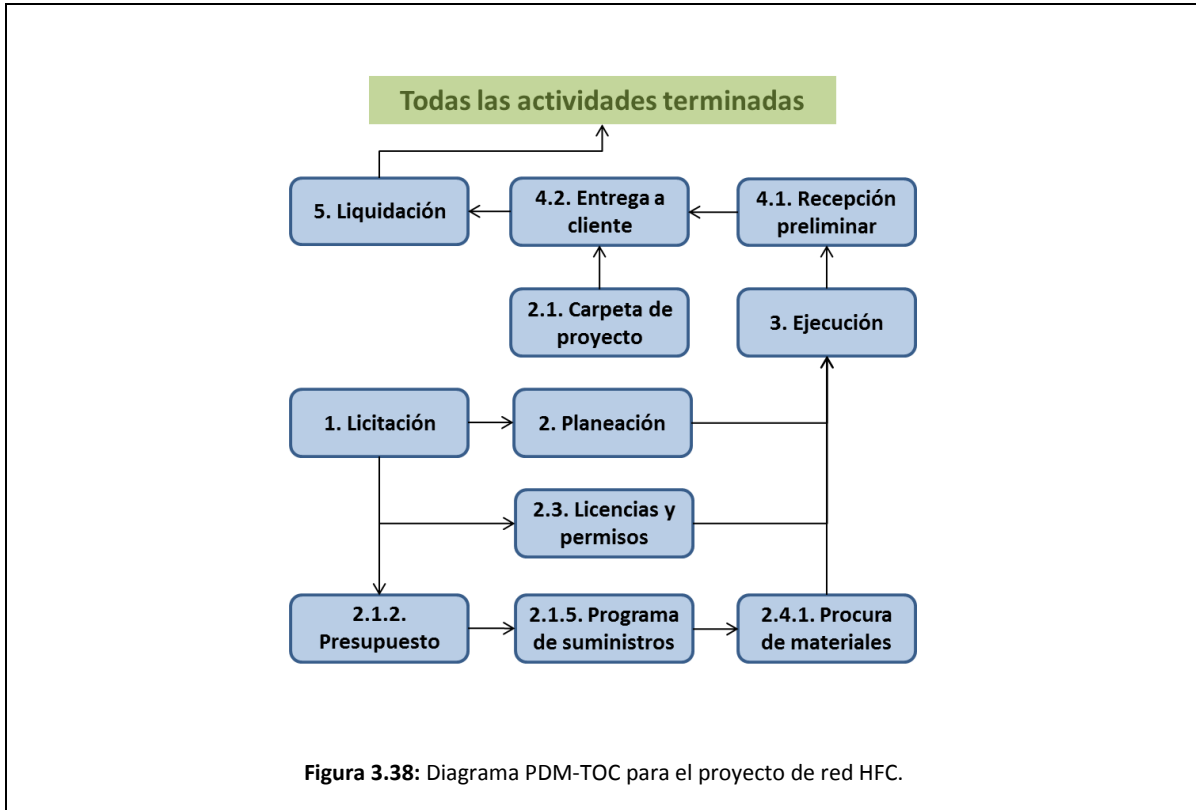 Todas las actividades terminadas
5. Liquidación
4.2. Entrega a
cliente
4.1. Recepción
preliminar
2.1. Carpeta de
proyecto
3. Ejecución
1. Licitación
2. Planeación
2.3. Licencias y
permisos
2.1.2.
Presupuesto
2.1.5. Programa
de suministros
2.4.1. Procura
de materiales
Figura 3.38: Diagrama PDM-TOC para el proyecto de red HFC.